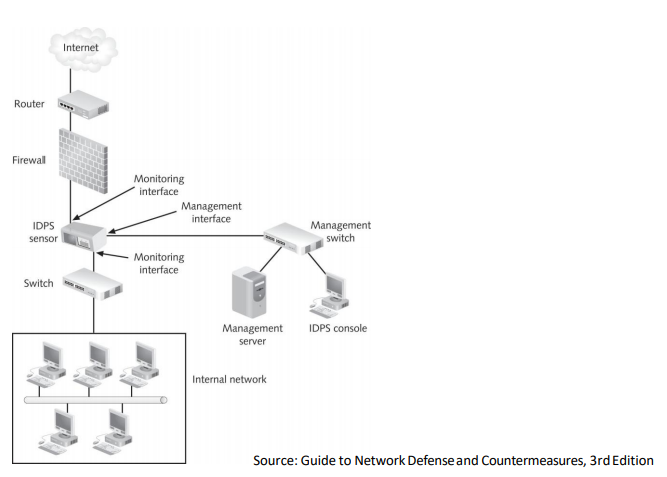 Internet
Router
Firewall
Monitoring
interface
Management
interface
IDPS
sensor
Management
switch
Monitoring
interface
Switch
Management
server
IDPS console
Internal network
Source: Guide to Network Defense and Countermeasures, 3rd Edition